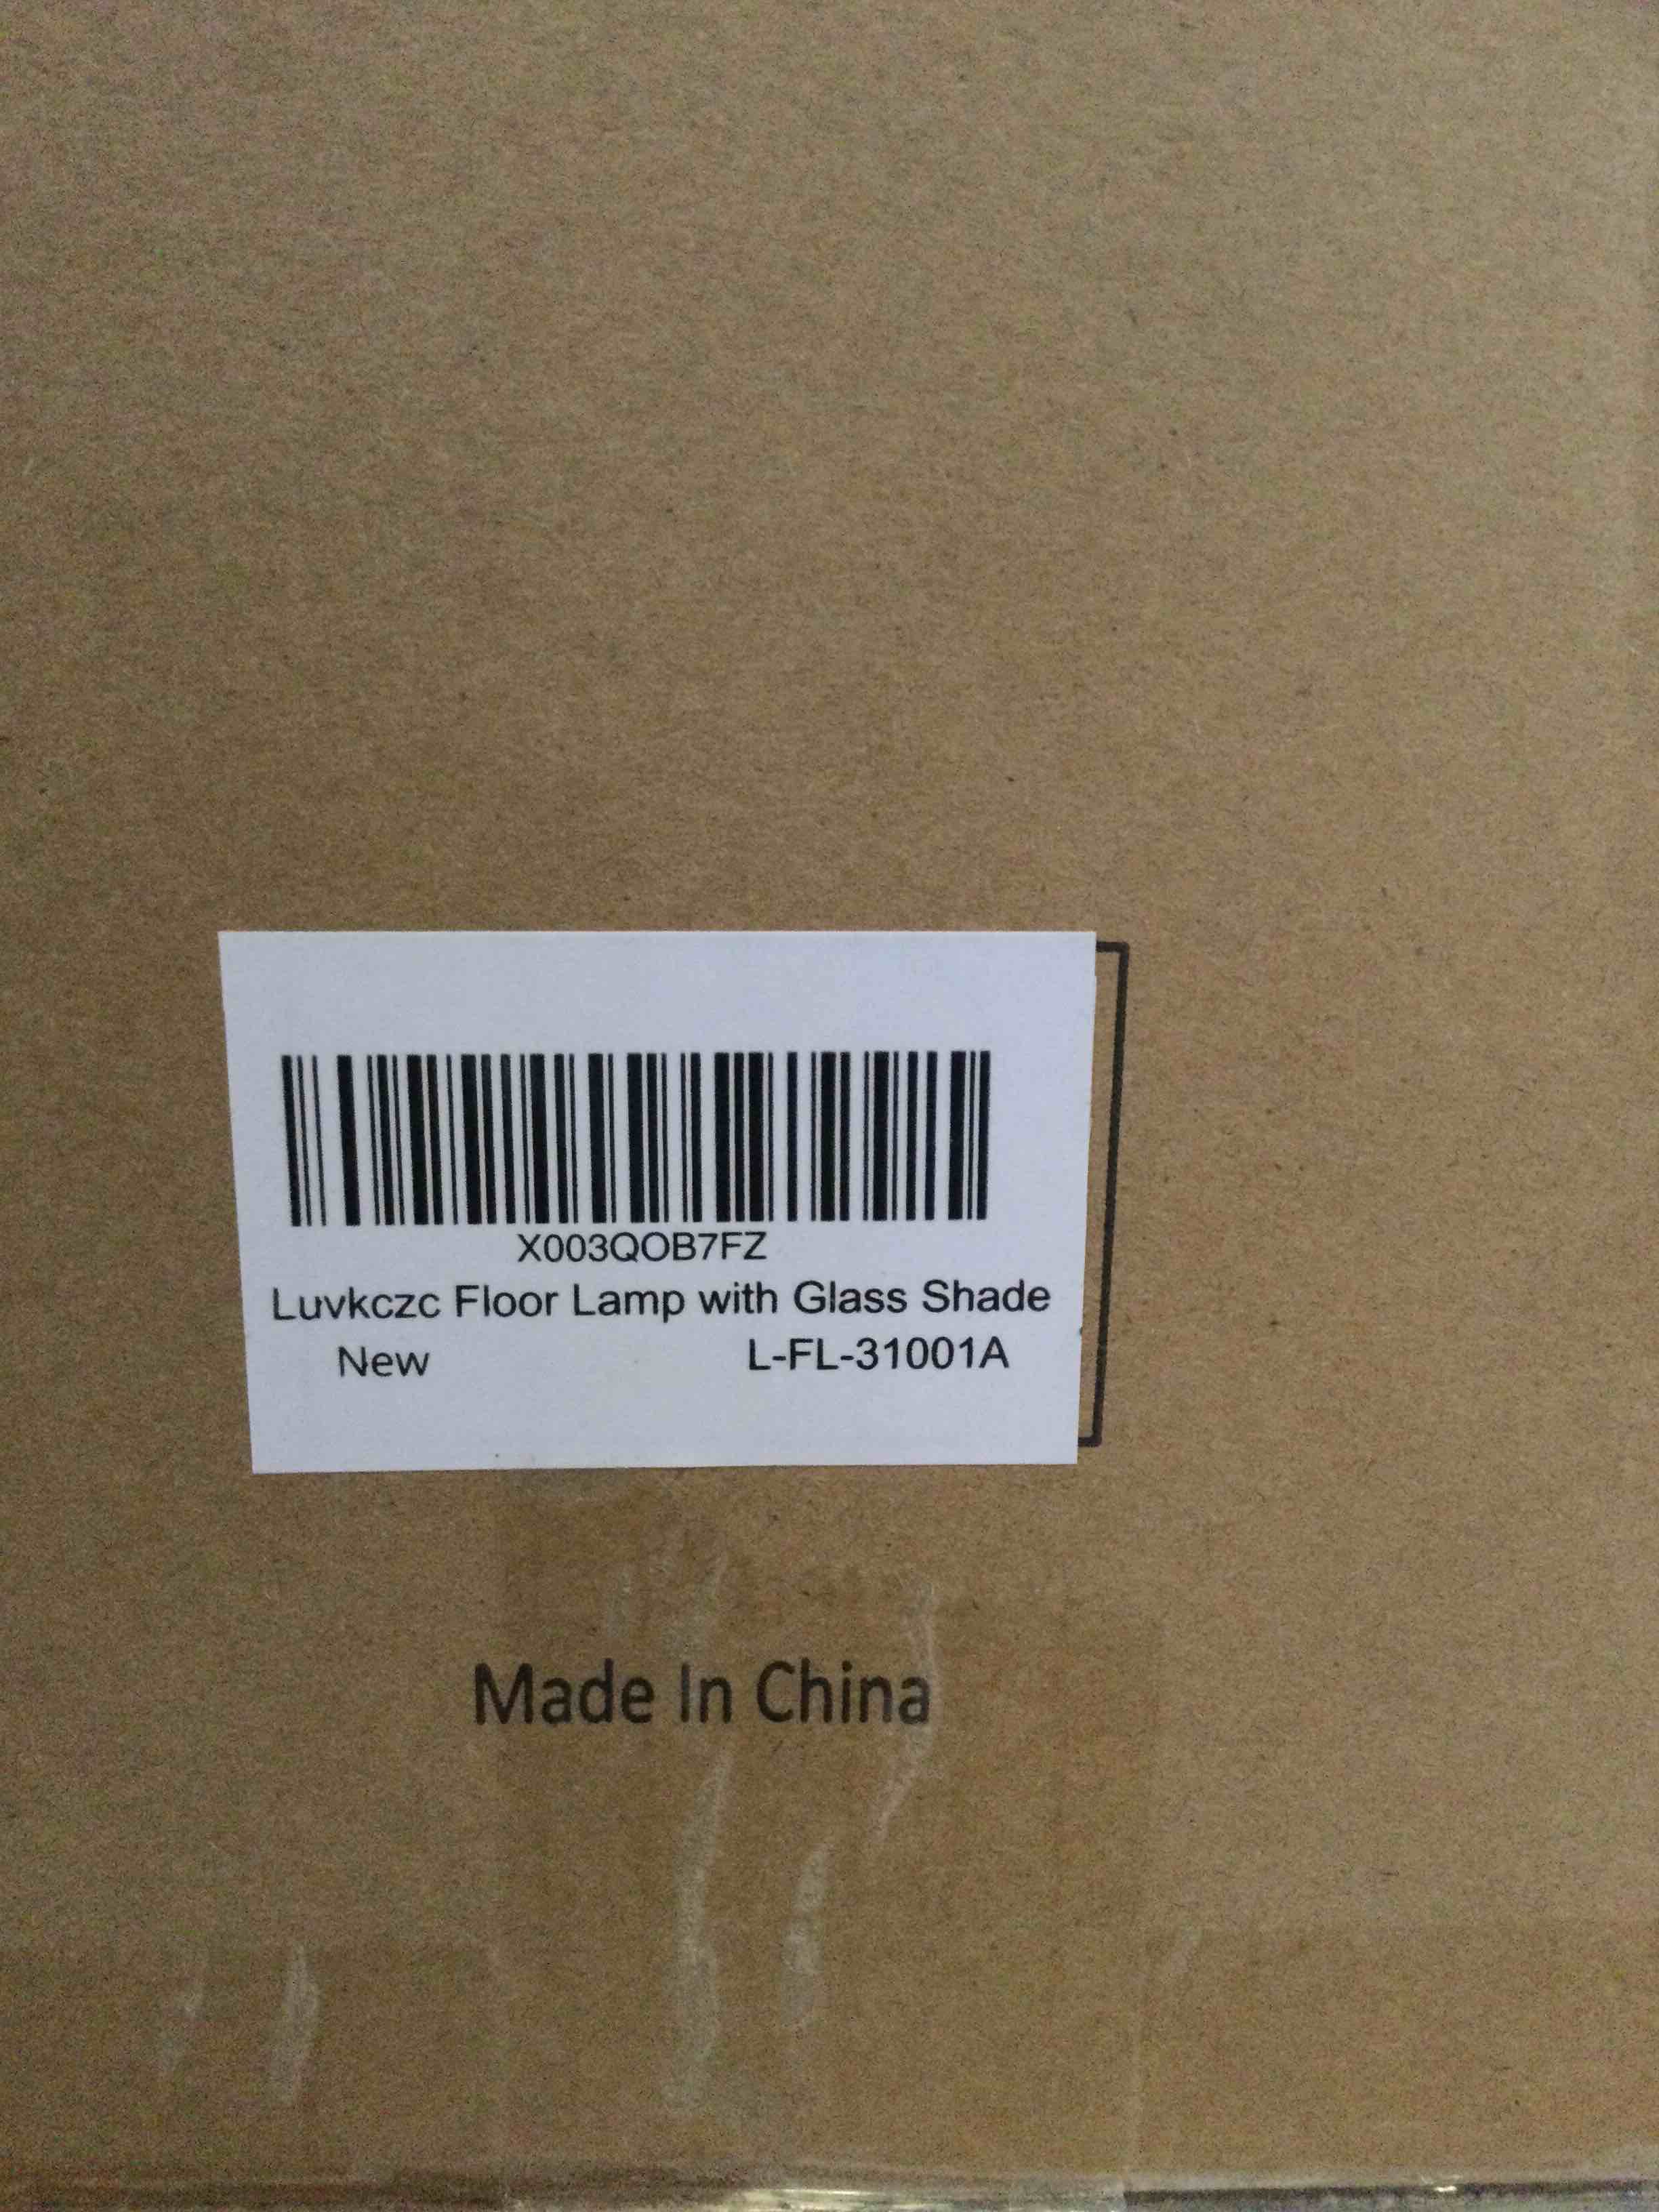 X003QOB7FZ
Luvkczc Floor Lamp with Glass Shade
New L-FL-31001A
Made In China